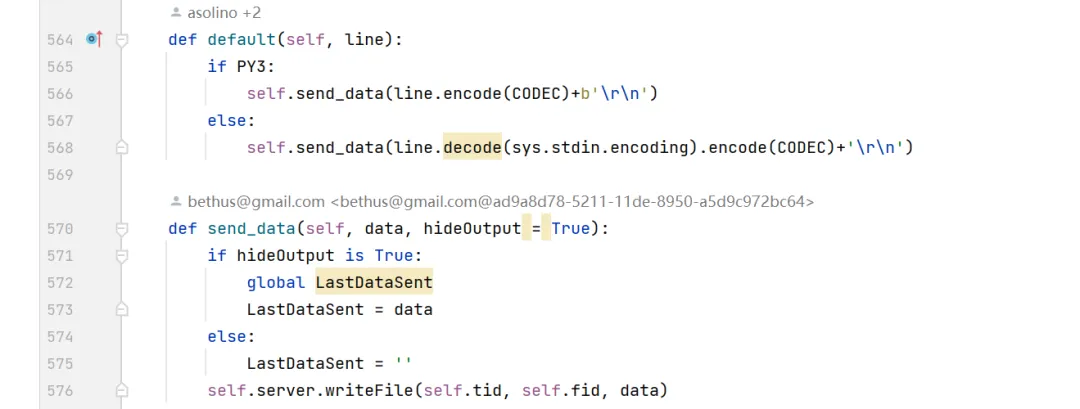 asolino +2
564 def default(self, line):
565 if PY3:
566 self.send_data(line.encode(CODEC)+b'\r\n')
567 else:
568 self.send_data(line.decode(sys.stdin.encoding).encode(CODEC)+'\r\n')
569
bethus@gmail.com <bethus@gmail.com@ad9a8d78-5211-11de-8950-a5d9c972bc64>
570 def send_data(self, data, hideOutput = True):
571 if hideOutput is True:
572 global LastDataSent
573 LastDataSent = data
574 else:
575 LastDataSent = ''
576 self.server.writeFile(self.tid, self.fid, data)